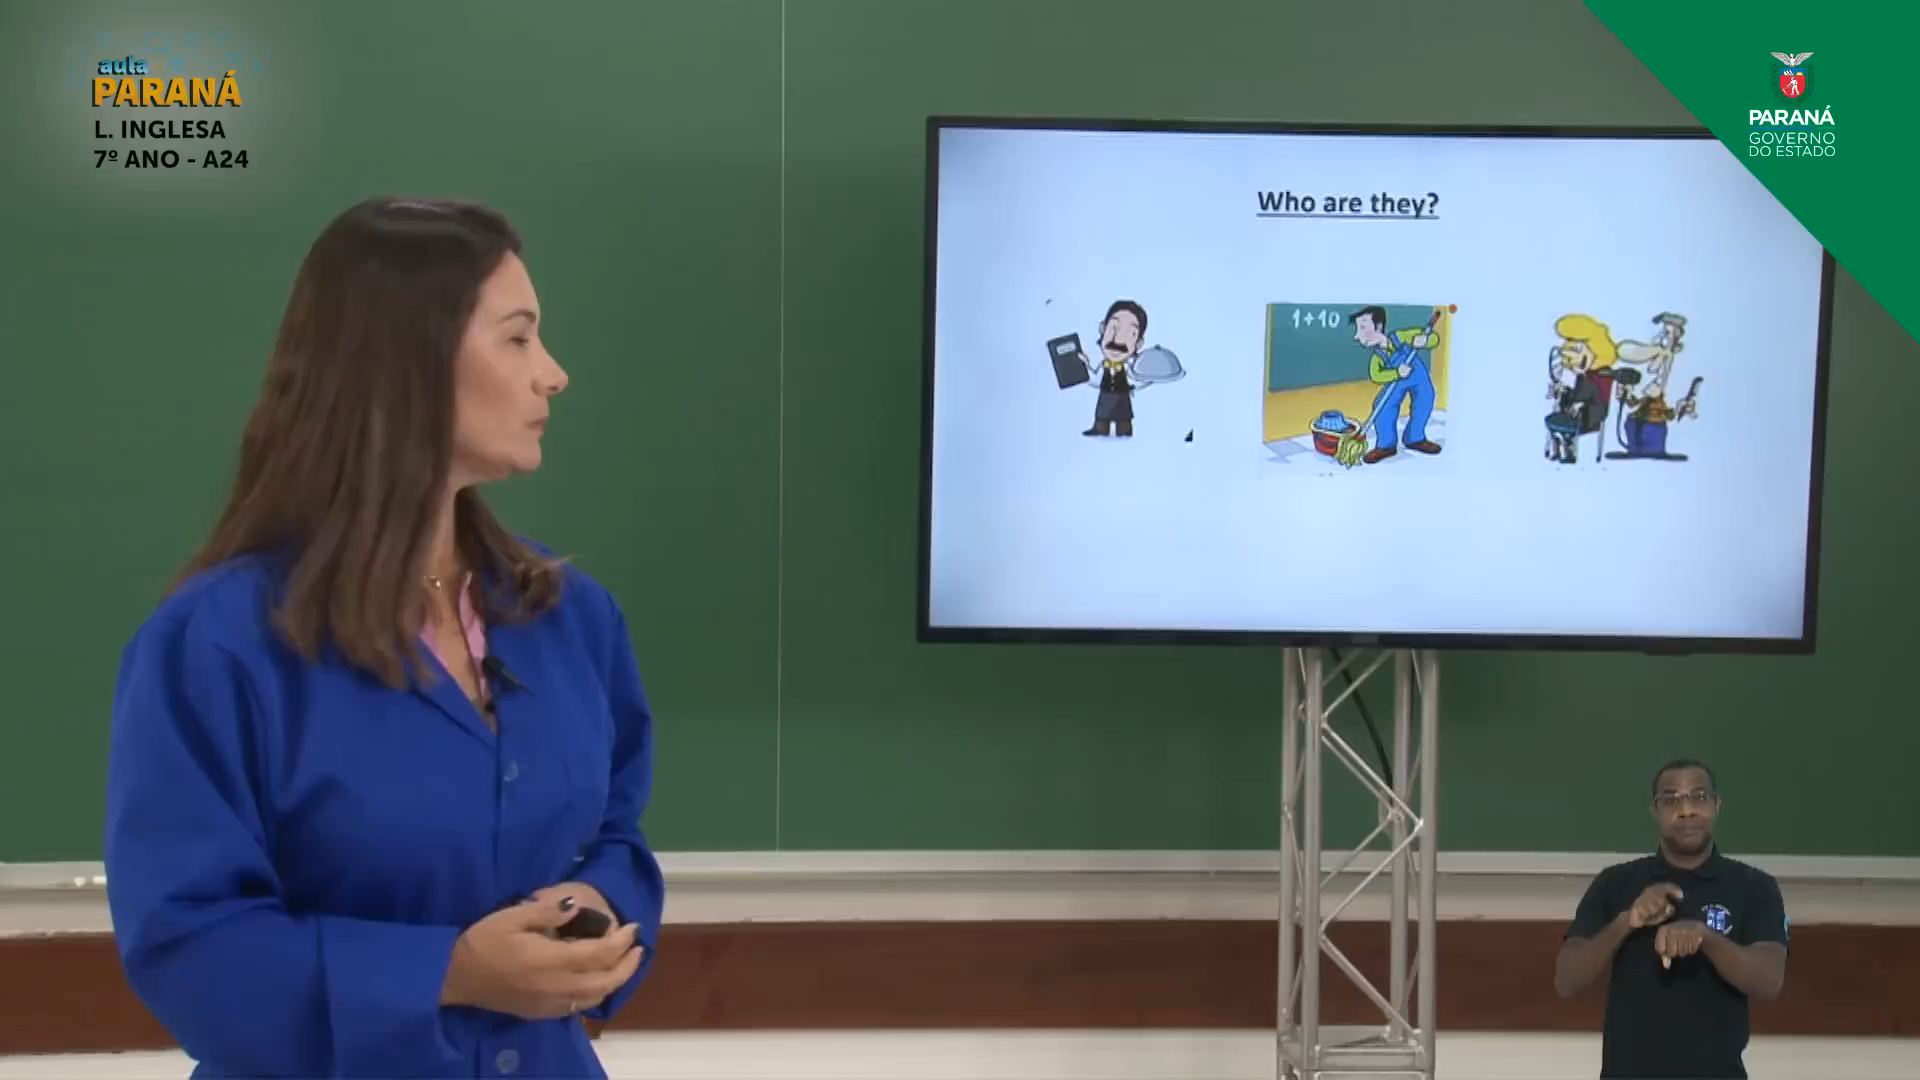 aula
PARANÁ
L. INGLESA
7º ANO - A24
PARANÁ
GOVERNO
DO ESTADO
Who are they?
1+10